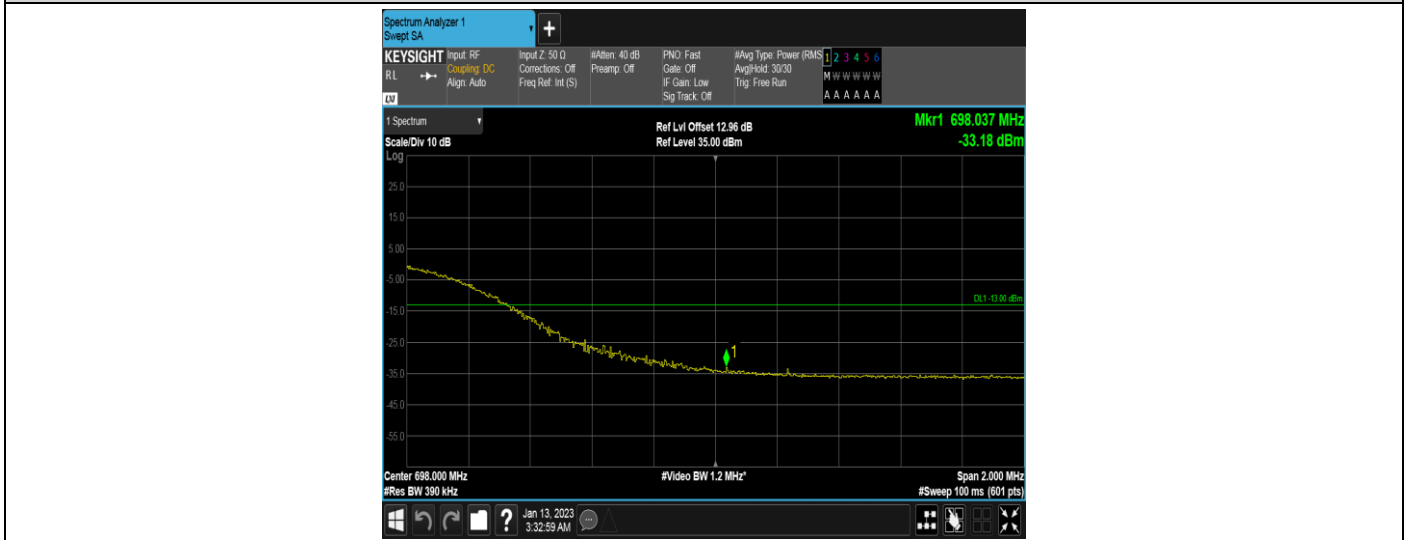 Spectrum Analyzer 1
Swept SA
+
KEYSIGHT
RL
LXI
Input: RF
Coupling: DC
Align: Auto
Input Z: 50 Ω
Corrections: Off
Freq Ref: Int (S)
#Atten: 40 dB
Preamp: Off
PNO: Fast
Gate: Off
IF Gain: Low
Sig Track: Off
#Avg Type: Power (RMS
Avg|Hold: 30/30
Trig: Free Run
1 2 3 4 5 6
M W W W W W
A A A A A A
1 Spectrum
Scale/Div 10 dB
Ref Lvl Offset 12.96 dB
Ref Level 35.00 dBm
Mkr1 698.037 MHz
-33.18 dBm
Log
25.0
15.0
5.00
-5.00
DL1 -13.00 dBm
-15.0
-25.0
1
-35.0
-45.0
-55.0
Center 698.000 MHz
#Video BW 1.2 MHz*
Span 2.000 MHz
#Res BW 390 kHz
#Sweep 100 ms (601 pts)
?
Jan 13, 2023
3:32:59 AM